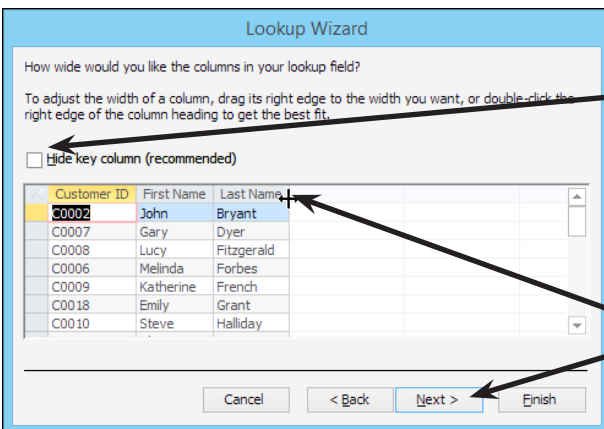 Lookup Wizard
How wide would you like the columns in your lookup field?
To adjust the width of a column, drag its right edge to the width you want, or double-click the
right edge of the column heading to get the best fit.
Hide key column (recommended)
Customer ID First Name Last Name
C0002 John Bryant
C0007 Gary Dyer
C0008 Lucy Fitzgerald
C0006 Melinda Forbes
C0009 Katherine French
C0018 Emily Grant
C0010 Steve Halliday
Cancel < Back Next > Finish